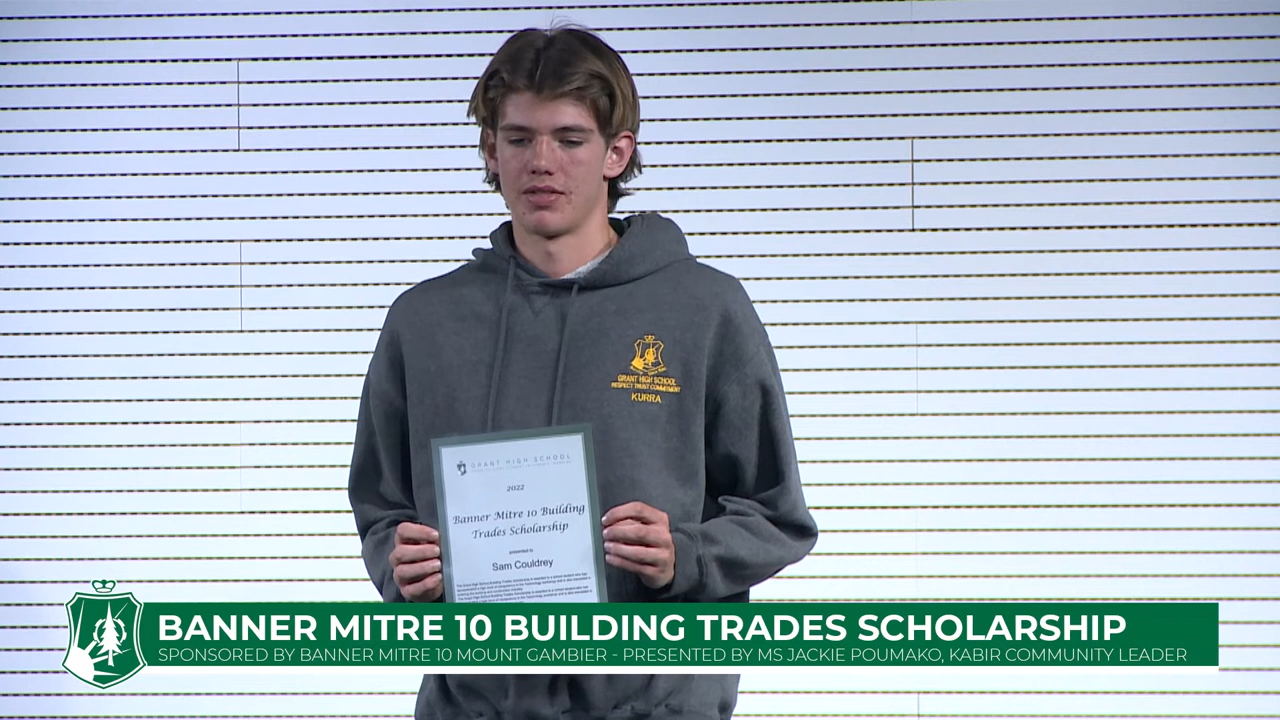 GRANT HIGH SCHOOL
RESPECT TRUST COMMITMENT
KURRA
GRANT HIGH SCHOOL
2022
Banner Mitre 10 Building
Trades Scholarship
presented to
Sam Couldrey
BANNER MITRE 10 BUILDING TRADES SCHOLARSHIP
SPONSORED BY BANNER MITRE 10 MOUNT GAMBIER - PRESENTED BY MS JACKIE POUMAKO, KABIR COMMUNITY LEADER